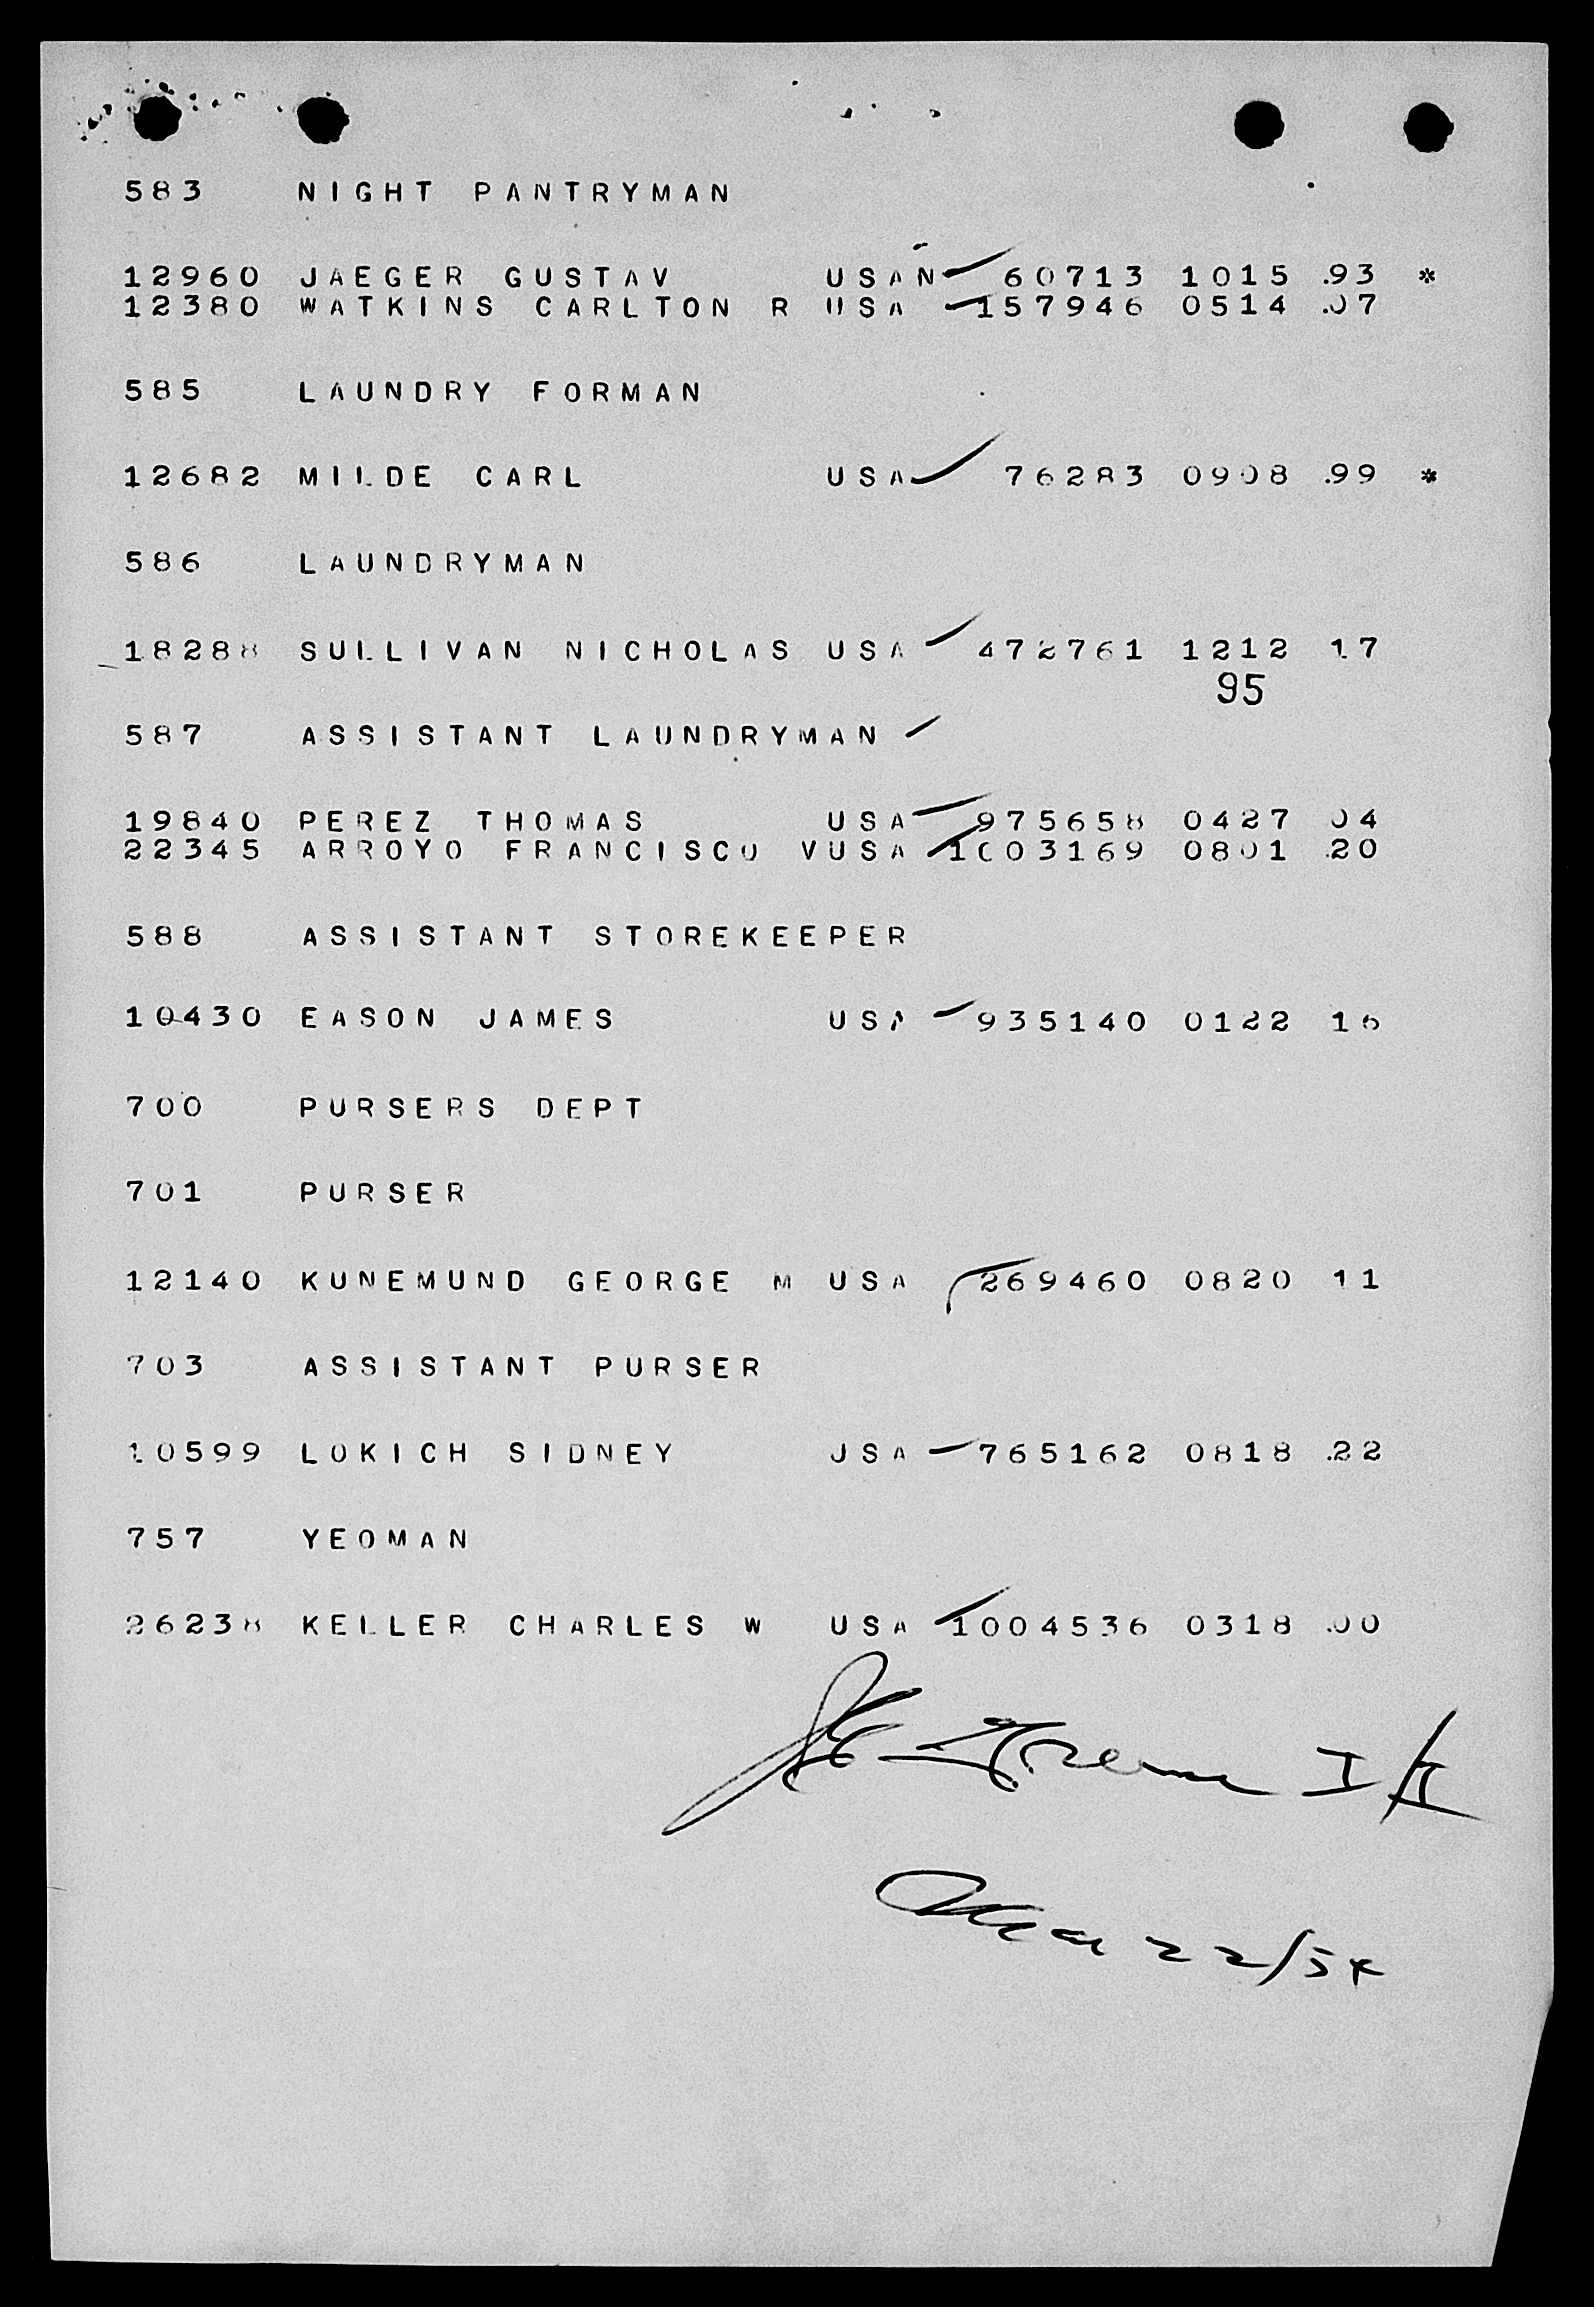 583 NIGHT PANTRYMAN
12960 JAEGER GUSTAV USAN 60713 1015 .93 *
12380 WATKINS CARLTON R USA 157946 0514 .07
585 LAUNDRY FORMAN
12682 MILDE CARL USA 76283 0908 .99 *
586 LAUNDRYMAN
18288 SULLIVAN NICHOLAS USA 472761 1212 17
95
587 ASSISTANT LAUNDRYMAN
19840 PEREZ THOMAS USA 975658 0427 04
22345 ARROYO FRANCISCO VUSA 1003169 0801 .20
588 ASSISTANT STOREKEEPER
10430 EASON JAMES USA 935140 0122 16
700 PURSERS DEPT
701 PURSER
12140 KUNEMUND GEORGE M USA 269460 0820 11
703 ASSISTANT PURSER
10599 LOKICH SIDNEY USA 765162 0818 .22
757 YEOMAN
26238 KELLER CHARLES W USA 1004536 0318 .00
Mar 22/54